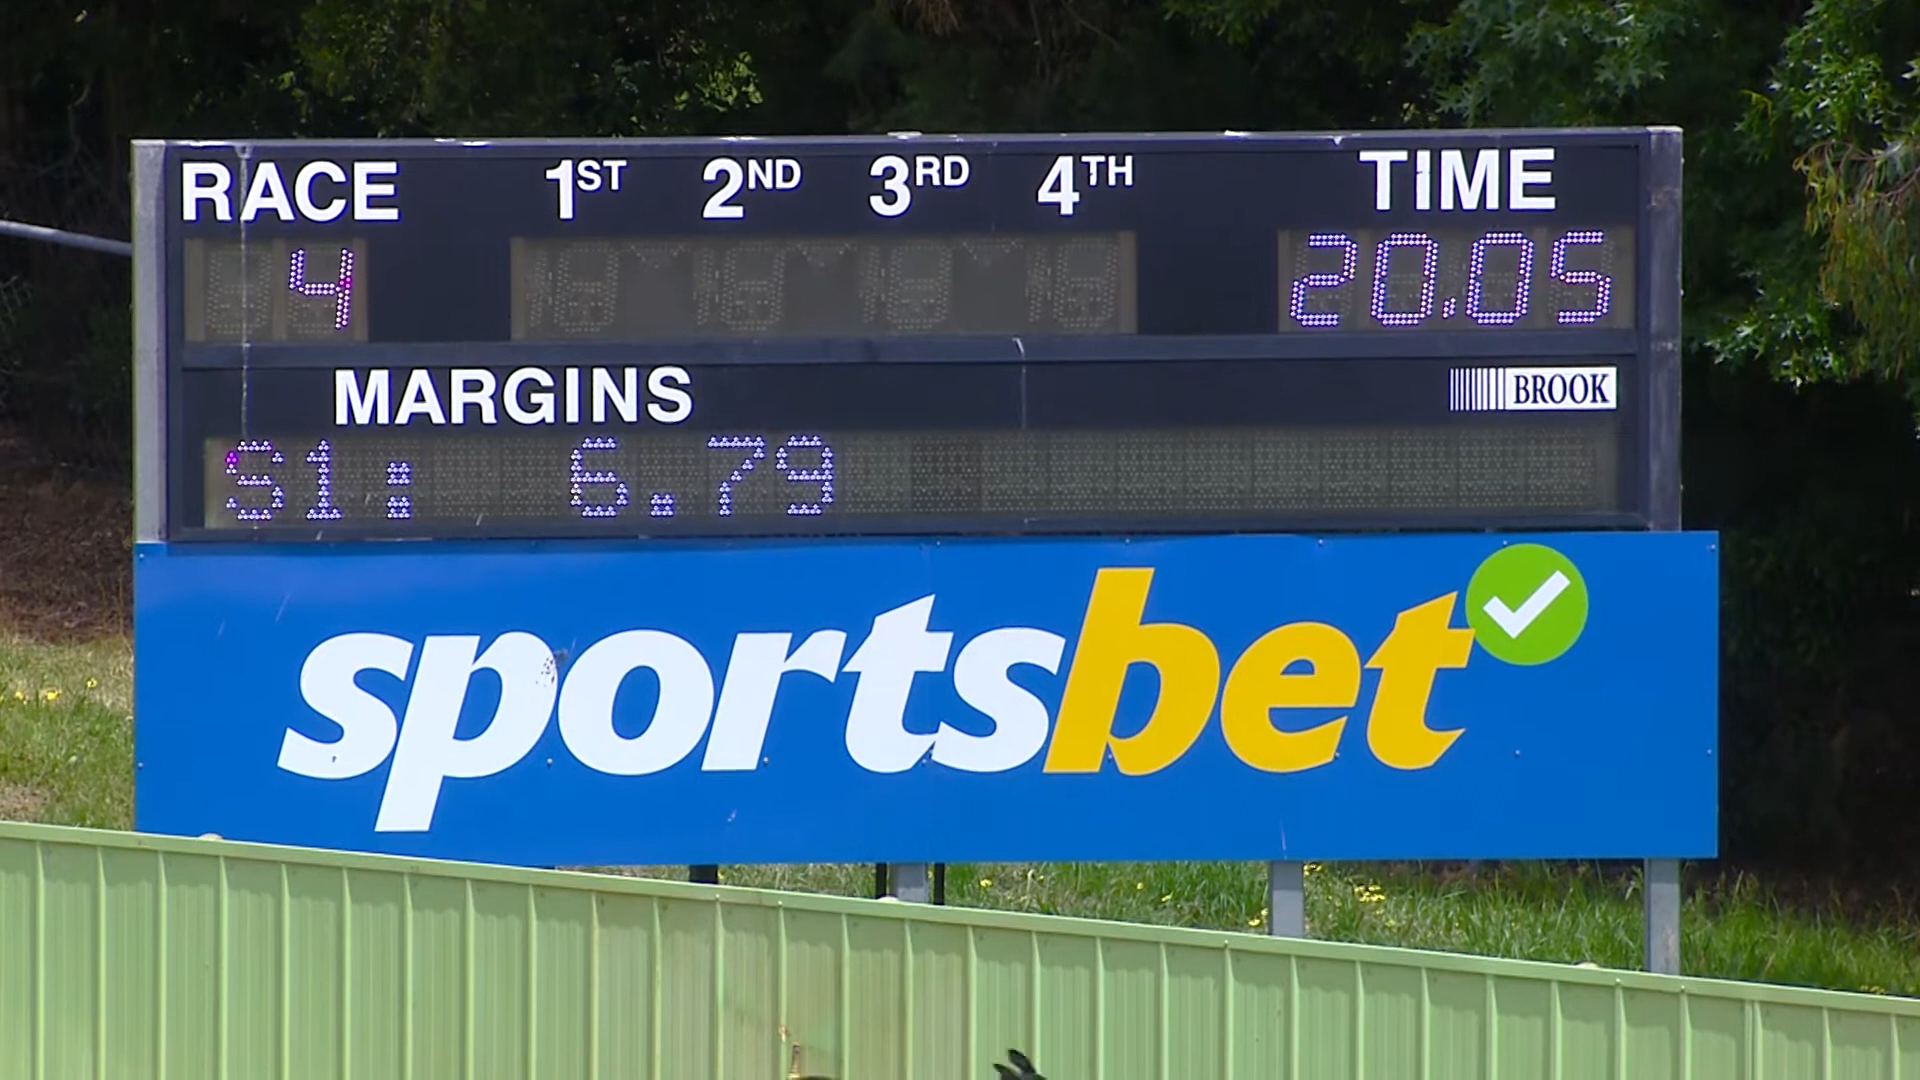 RACE 1ST 2ND 3RD 4TH TIME
4 20.05
MARGINS BROOK
S1: 6.79
sportsbet